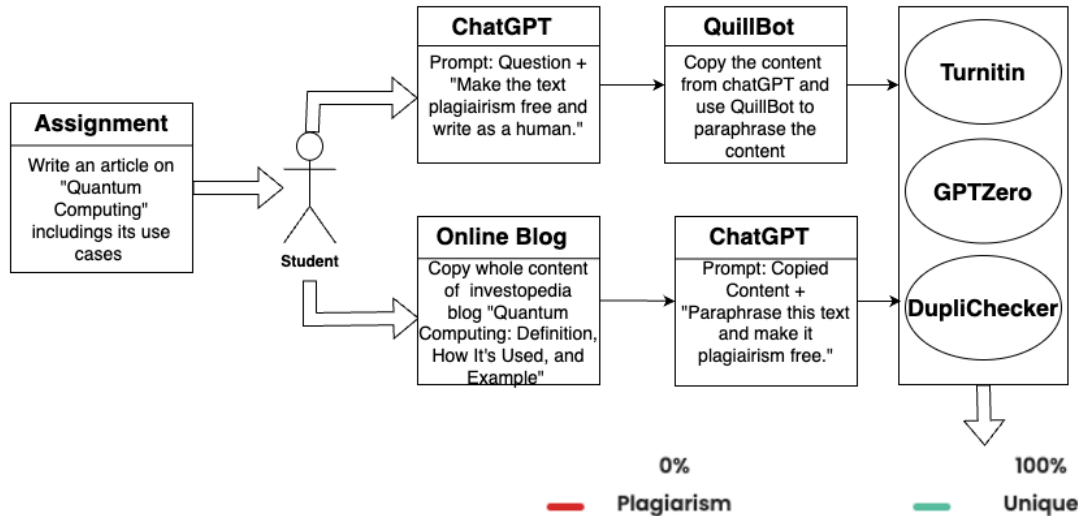 Assignment
Write an article on
"Quantum
Computing"
includings its use
cases
Student
ChatGPT
Prompt: Question +
"Make the text
plagiairism free and
write as a human."
QuillBot
Copy the content
from chatGPT and
use QuillBot to
paraphrase the
content
Online Blog
Copy whole content
of investopedia
blog "Quantum
Computing: Definition,
How It's Used, and
Example"
ChatGPT
Prompt: Copied
Content +
"Paraphrase this text
and make it
plagiairism free."
Turnitin
GPTZero
DupliChecker
0%
Plagiarism
100%
Unique